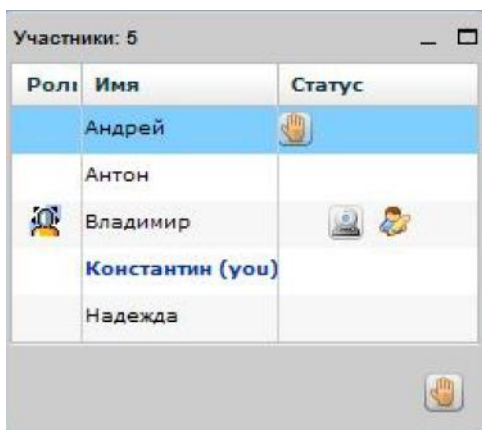 Участники: 5
Роль Имя Статус
Андрей
Антон
Владимир
Константин (you)
Надежда